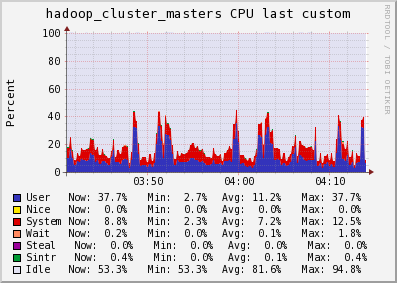 hadoop_cluster_masters CPU last custom
RRDTOOL / TOBI OETIKER
Percent
100
80
60
40
20
0
03:50 04:00 04:10
User Now: 37.7% Min: 2.7% Avg: 11.2% Max: 37.7%
Nice Now: 0.0% Min: 0.0% Avg: 0.1% Max: 0.0%
System Now: 8.8% Min: 2.3% Avg: 7.2% Max: 12.5%
Wait Now: 0.2% Min: 0.0% Avg: 0.1% Max: 1.8%
Steal Now: 0.0% Min: 0.0% Avg: 0.0% Max: 0.0%
Sintr Now: 0.4% Min: 0.0% Avg: 0.1% Max: 0.4%
Idle Now: 53.3% Min: 53.3% Avg: 81.6% Max: 94.8%